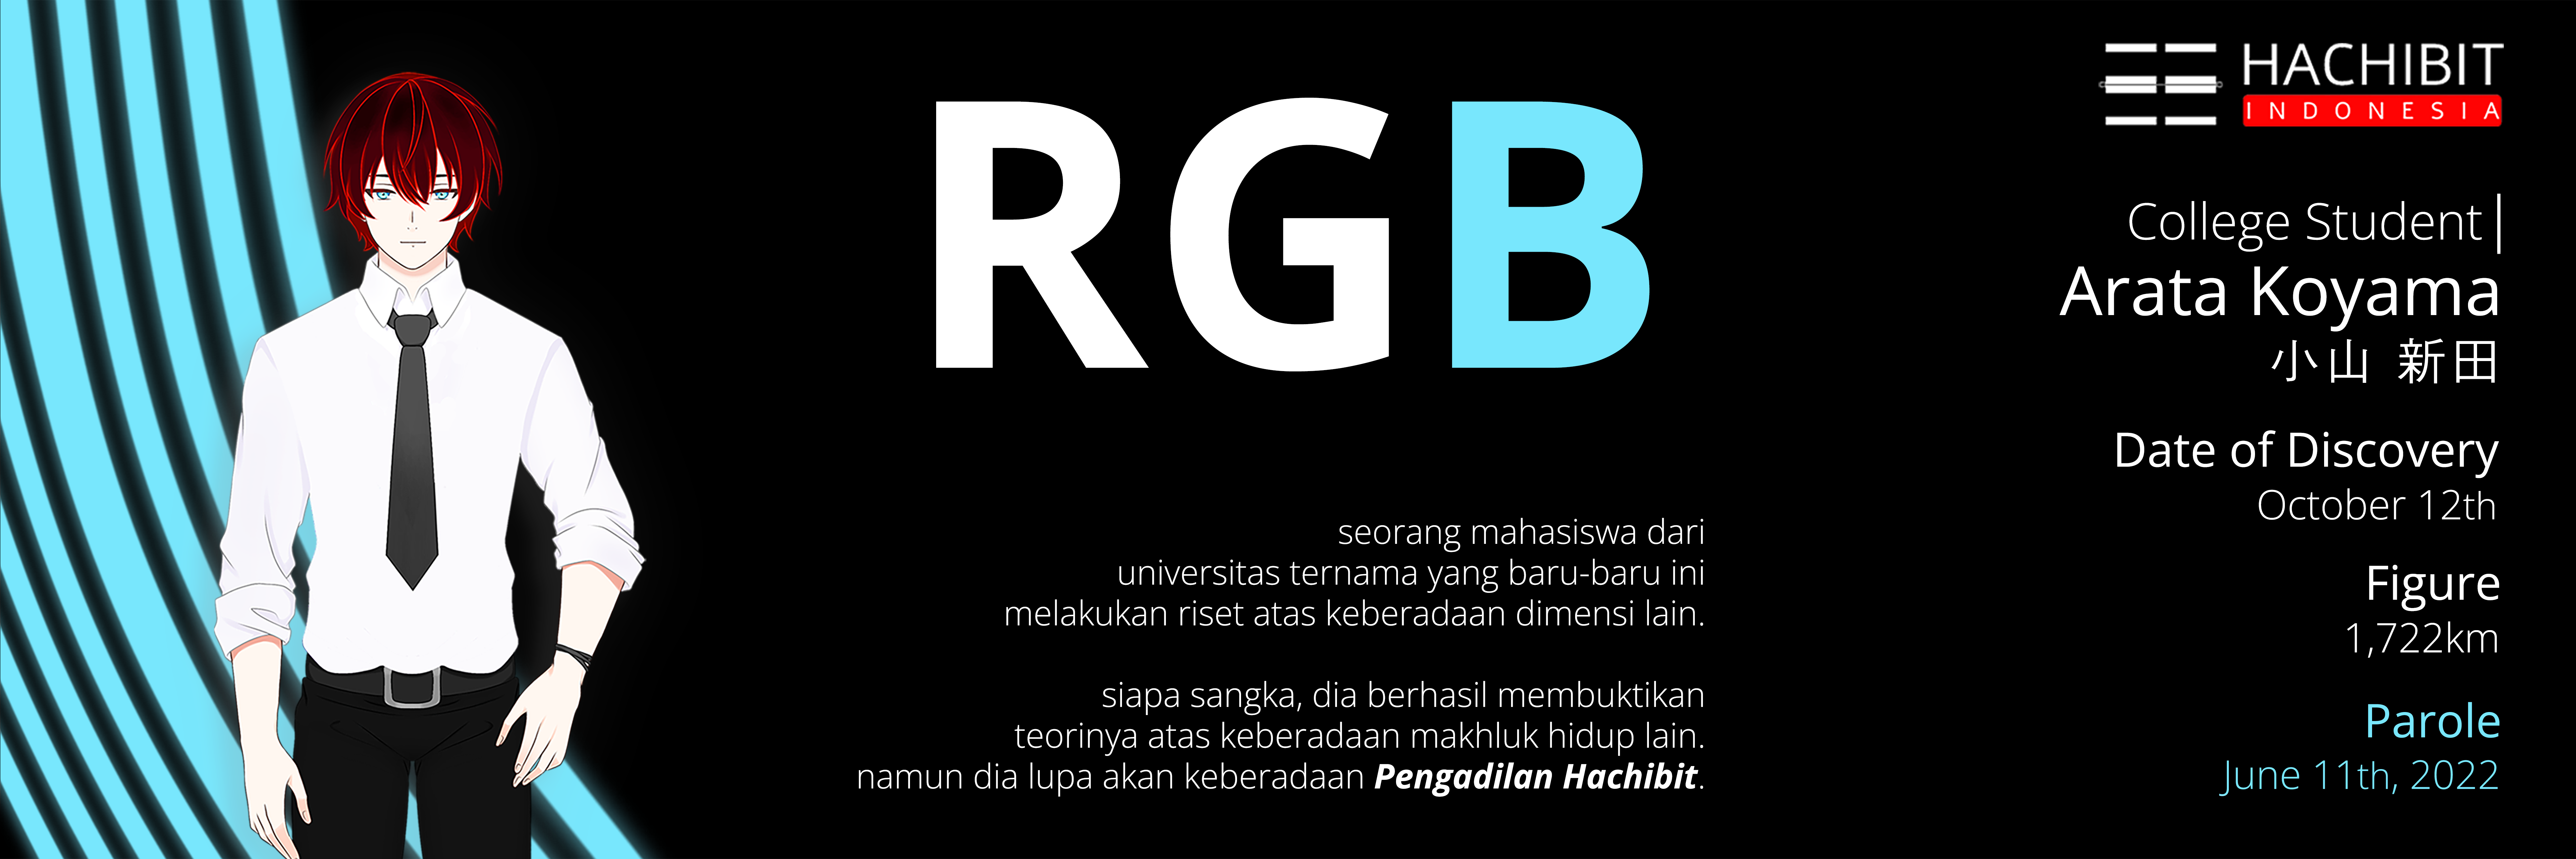 RGB
seorang mahasiswa dari
universitas ternama yang baru-baru ini
melakukan riset atas keberadaan dimensi lain.
siapa sangka, dia berhasil membuktikan
teorinya atas keberadaan makhluk hidup lain.
namun dia lupa akan keberadaan Pengadilan Hachibit.
HACHIBIT
INDONESIA
College Student|
Arata Koyama
小山 新田
Date of Discovery
October 12th
Figure
1,722km
Parole
June 11th, 2022